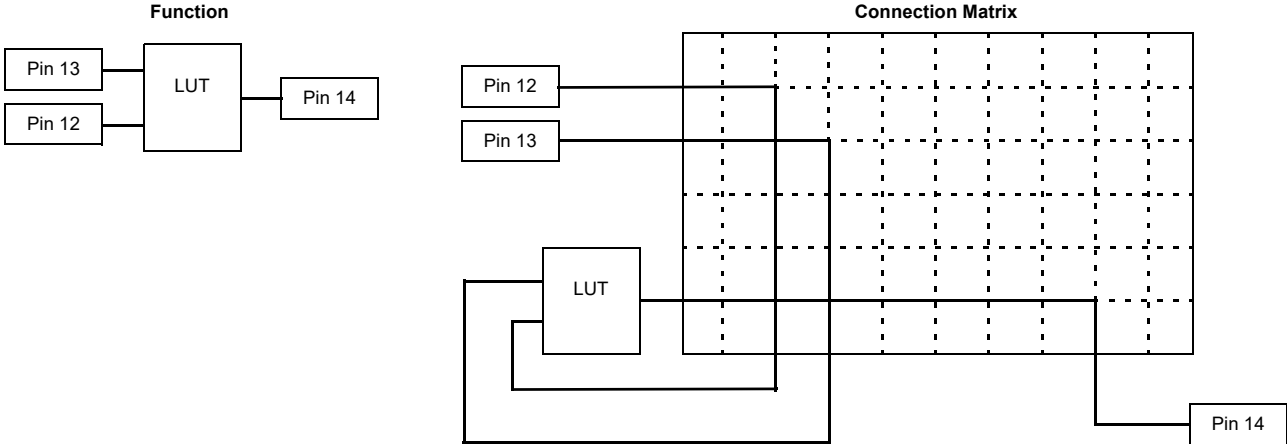 Function
Pin 13
LUT
Pin 14
Pin 12
Connection Matrix
Pin 12
Pin 13
LUT
Pin 14